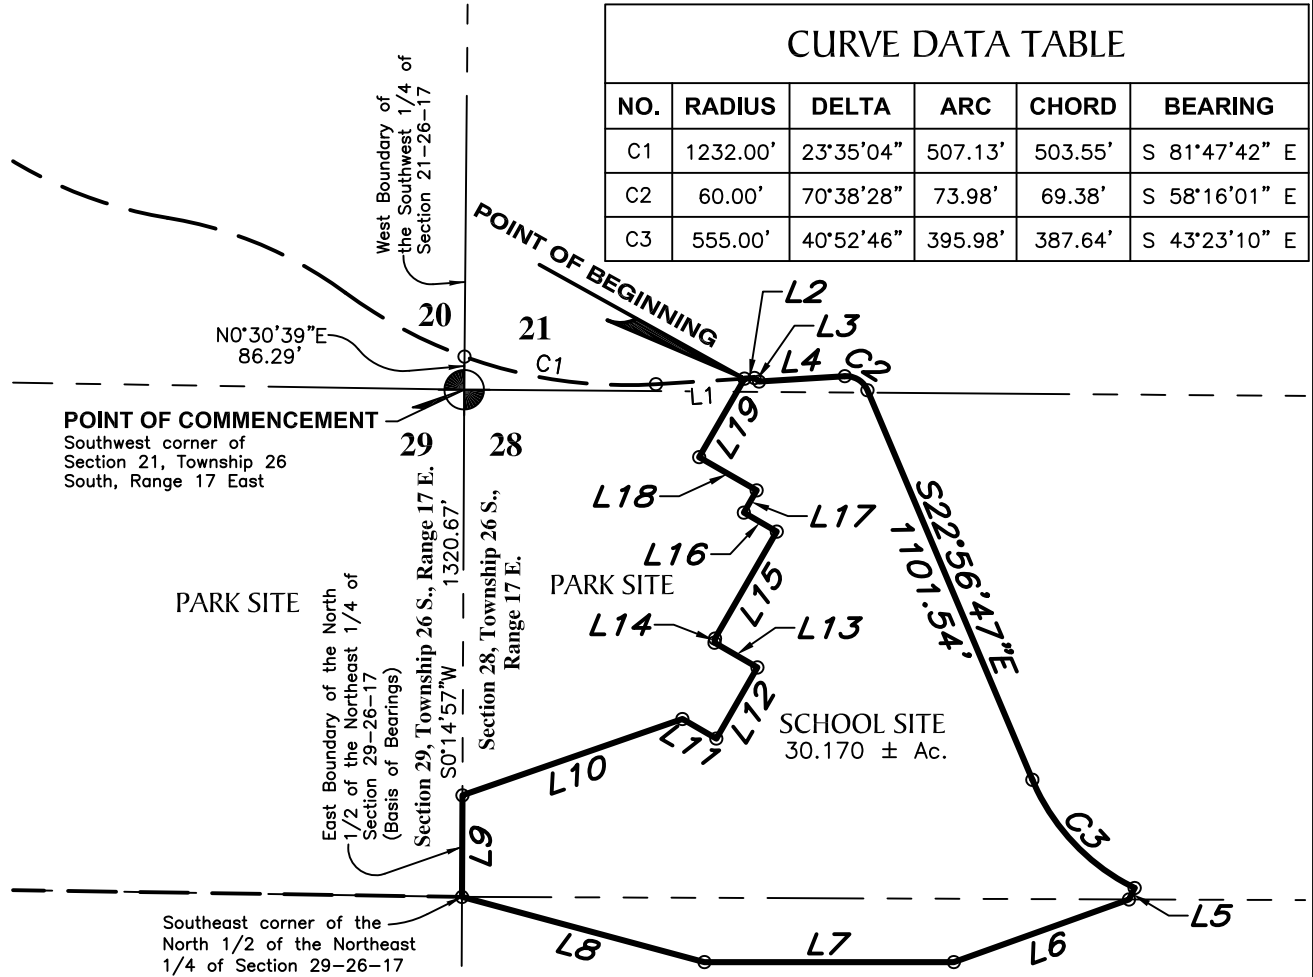 CURVE DATA TABLE
NO. RADIUS DELTA ARC CHORD BEARING
C1 1232.00' 23°35'04" 507.13' 503.55' S 81°47'42" E
C2 60.00' 70°38'28" 73.98' 69.38' S 58°16'01" E
C3 555.00' 40°52'46" 395.98' 387.64' S 43°23'10" E
West Boundary of
the Southwest 1/4 of
Section 21-26-17
POINT OF BEGINNING
20
21
N0°30'39"E
86.29'
C1
L1
L2
L3
L4
C2
POINT OF COMMENCEMENT
Southwest corner of
Section 21, Township 26
South, Range 17 East
29
28
L19
L18
L17
L16
L15
L14
L13
L12
L11
L10
L9
S22°56'47"E
1101.54'
PARK SITE
PARK SITE
East Boundary of the North
1/2 of the Northeast 1/4 of
Section 29-26-17
(Basis of Bearings)
Section 29, Township 26 S., Range 17 E.
S0°14'57"W 1320.67'
Section 28, Township 26 S.,
Range 17 E.
SCHOOL SITE
30.170 ± Ac.
C3
L5
L6
L7
L8
Southeast corner of the
North 1/2 of the Northeast
1/4 of Section 29-26-17